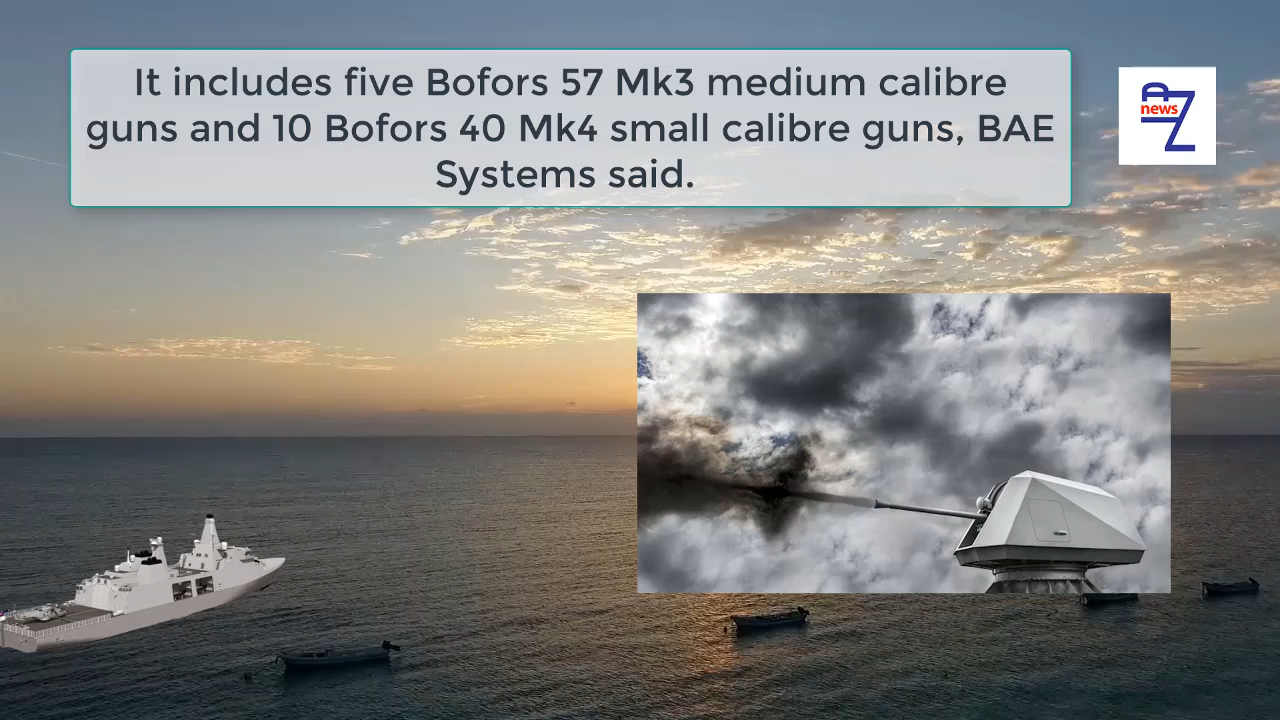 It includes five Bofors 57 Mk3 medium calibre
guns and 10 Bofors 40 Mk4 small calibre guns, BAE
Systems said.
A
news
Z